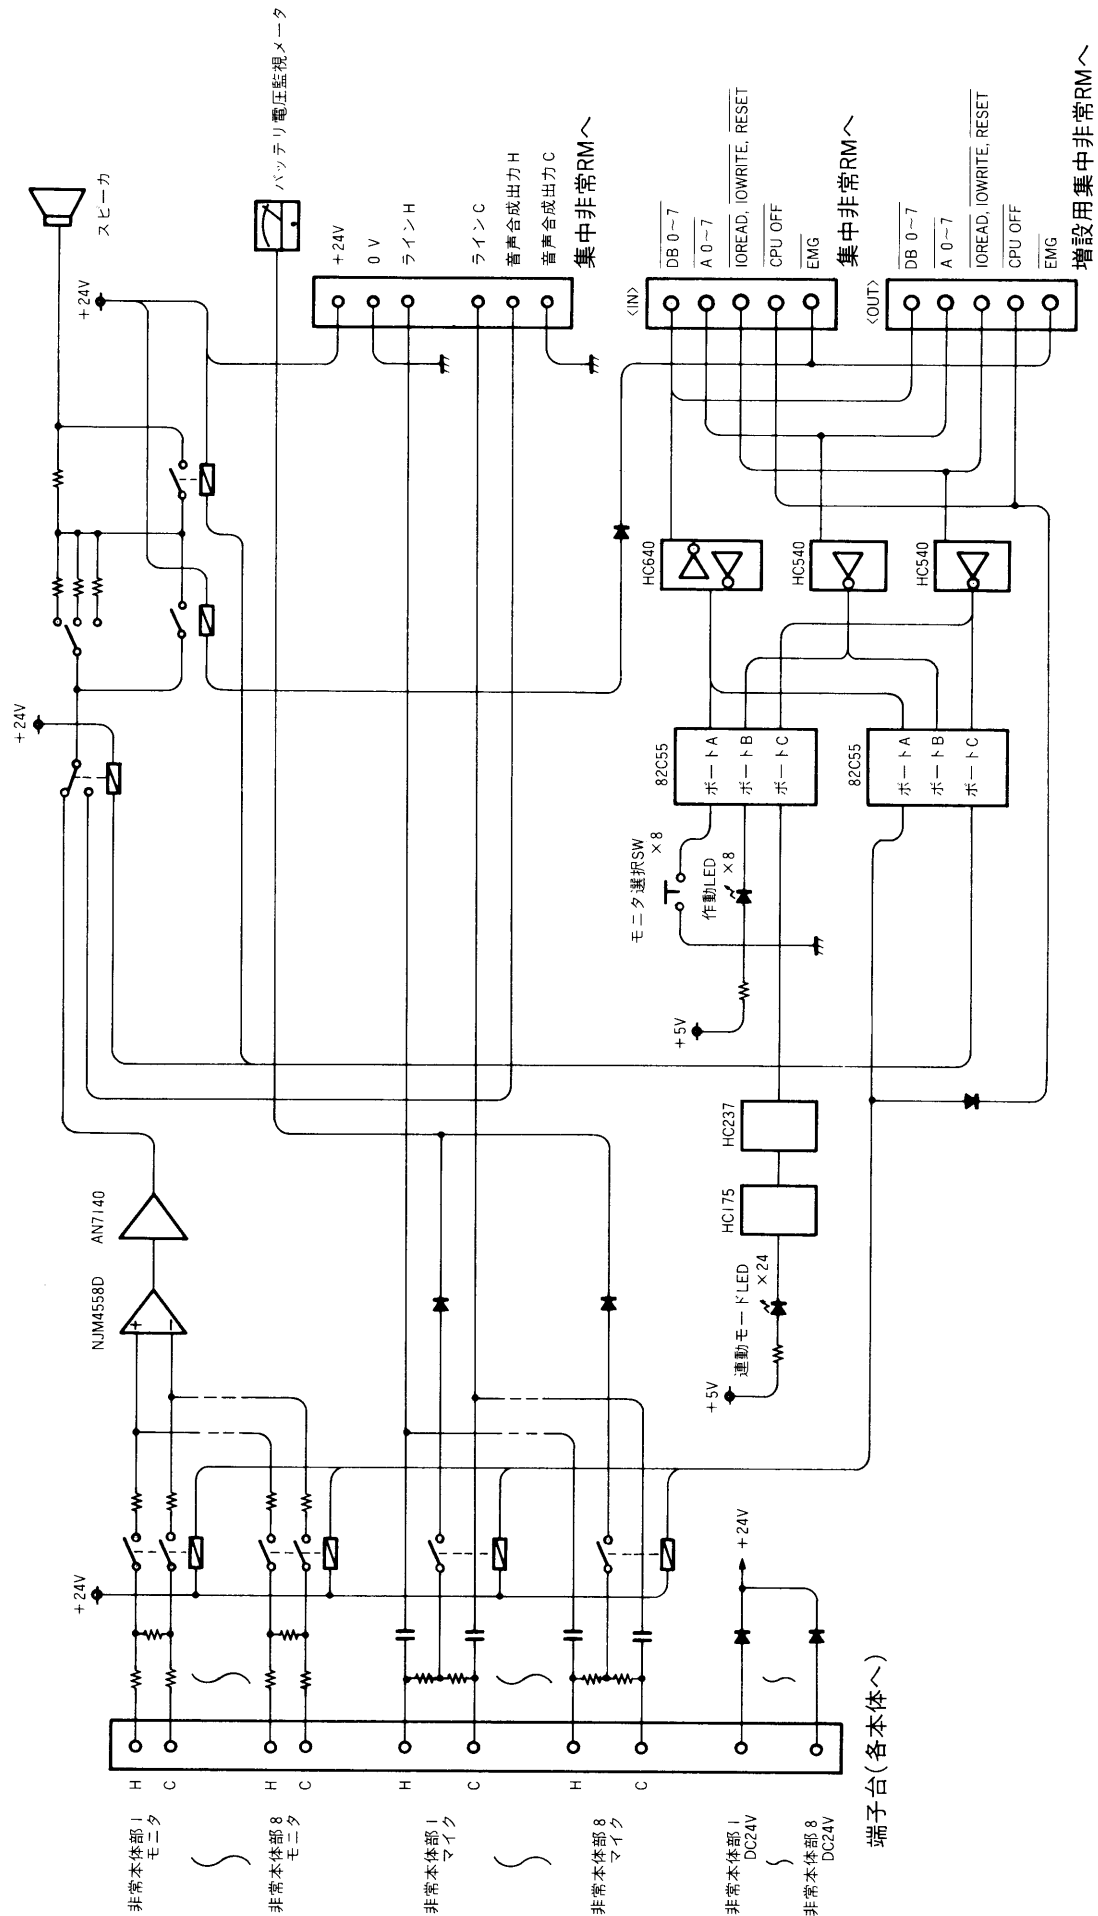 スピーカ
バッテリ電圧監視メータ
+24V
+24V
0 V
ラインH
ラインC
音声合成出力H
音声合成出力C
集中非常RMへ
+24V
AN7140
NJM4558D
+24V
<IN>
DB 0～7
A 0～7
IOREAD, IOWRITE, RESET
CPU OFF
EMG
集中非常RMへ
<OUT>
DB 0～7
A 0～7
IOREAD, IOWRITE, RESET
CPU OFF
EMG
増設用集中非常RMへ
HC640
HC540
HC540
82C55
ポートA
ポートB
ポートC
82C55
ポートA
ポートB
ポートC
モニタ選択SW
×8
作動LED
×8
+5V
HC237
HC175
連動モードLED
×24
+5V
+24V
H
C
H
C
H
C
H
C
非常本体部1
モニタ
非常本体部8
モニタ
非常本体部1
マイク
非常本体部8
マイク
非常本体部1
DC24V
非常本体部8
DC24V
端子台(各本体へ)